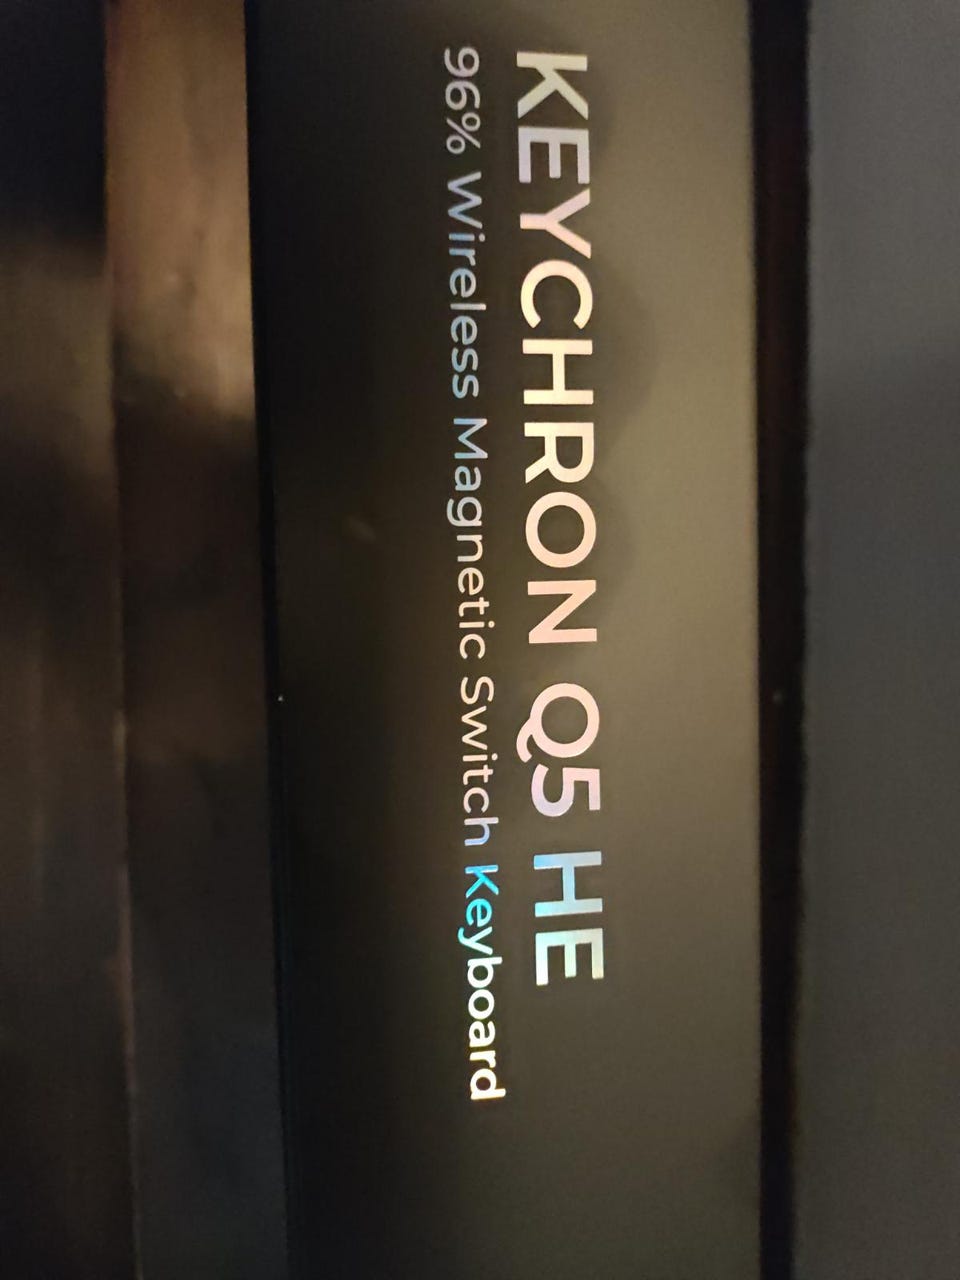 KEYCHRON Q5 HE
96% Wireless Magnetic Switch Keyboard